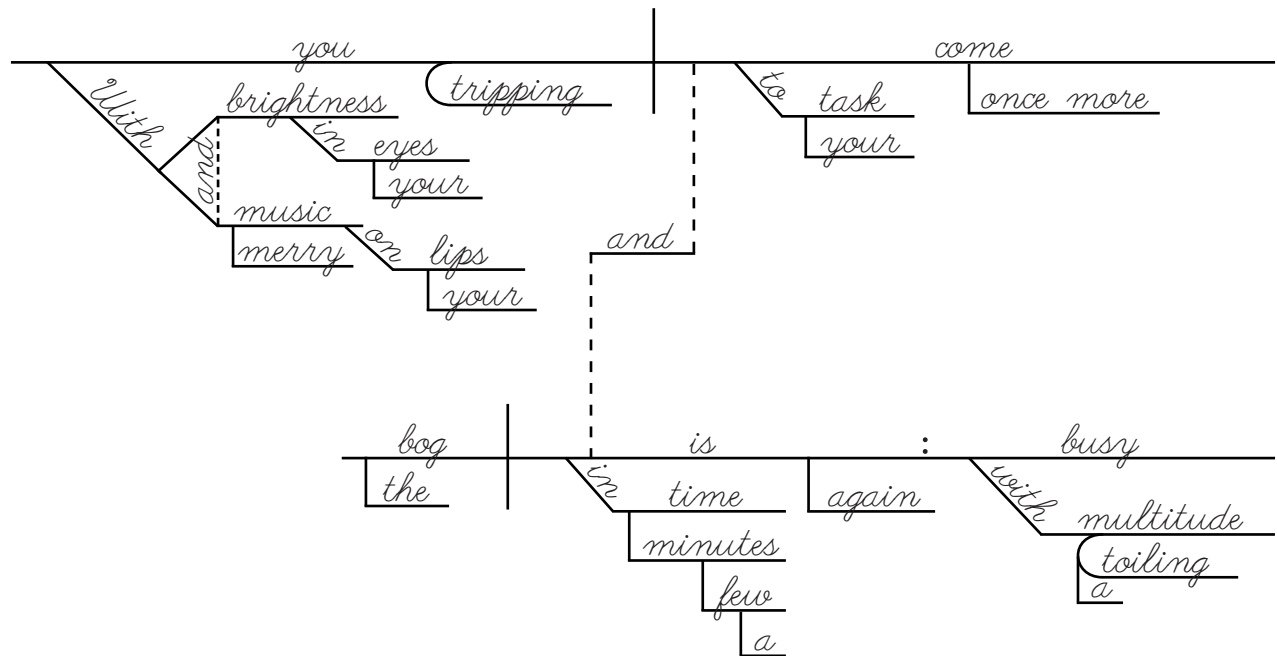 you come
With brightness tripping to task once more
and in eyes your
your
music
merry on lips and
your
bog is : busy
the in time again with multitude
minutes toiling
few a
a